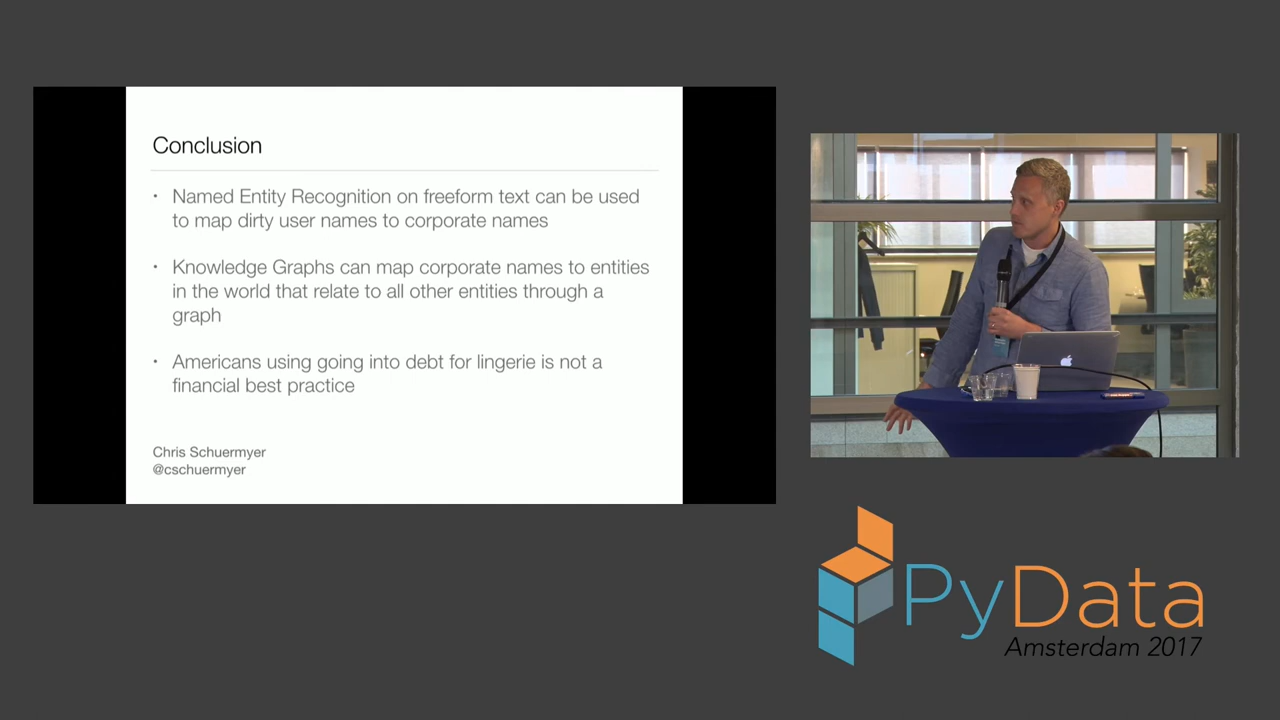 Conclusion
• Named Entity Recognition on freeform text can be used
to map dirty user names to corporate names
• Knowledge Graphs can map corporate names to entities
in the world that relate to all other entities through a
graph
• Americans using going into debt for lingerie is not a
financial best practice
Chris Schuermyer
@cschuermyer
PyData
Amsterdam 2017